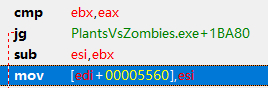 cmp ebx,eax
jg PlantsVsZombies.exe+1BA80
sub esi,ebx
mov [edi+00005560],esi